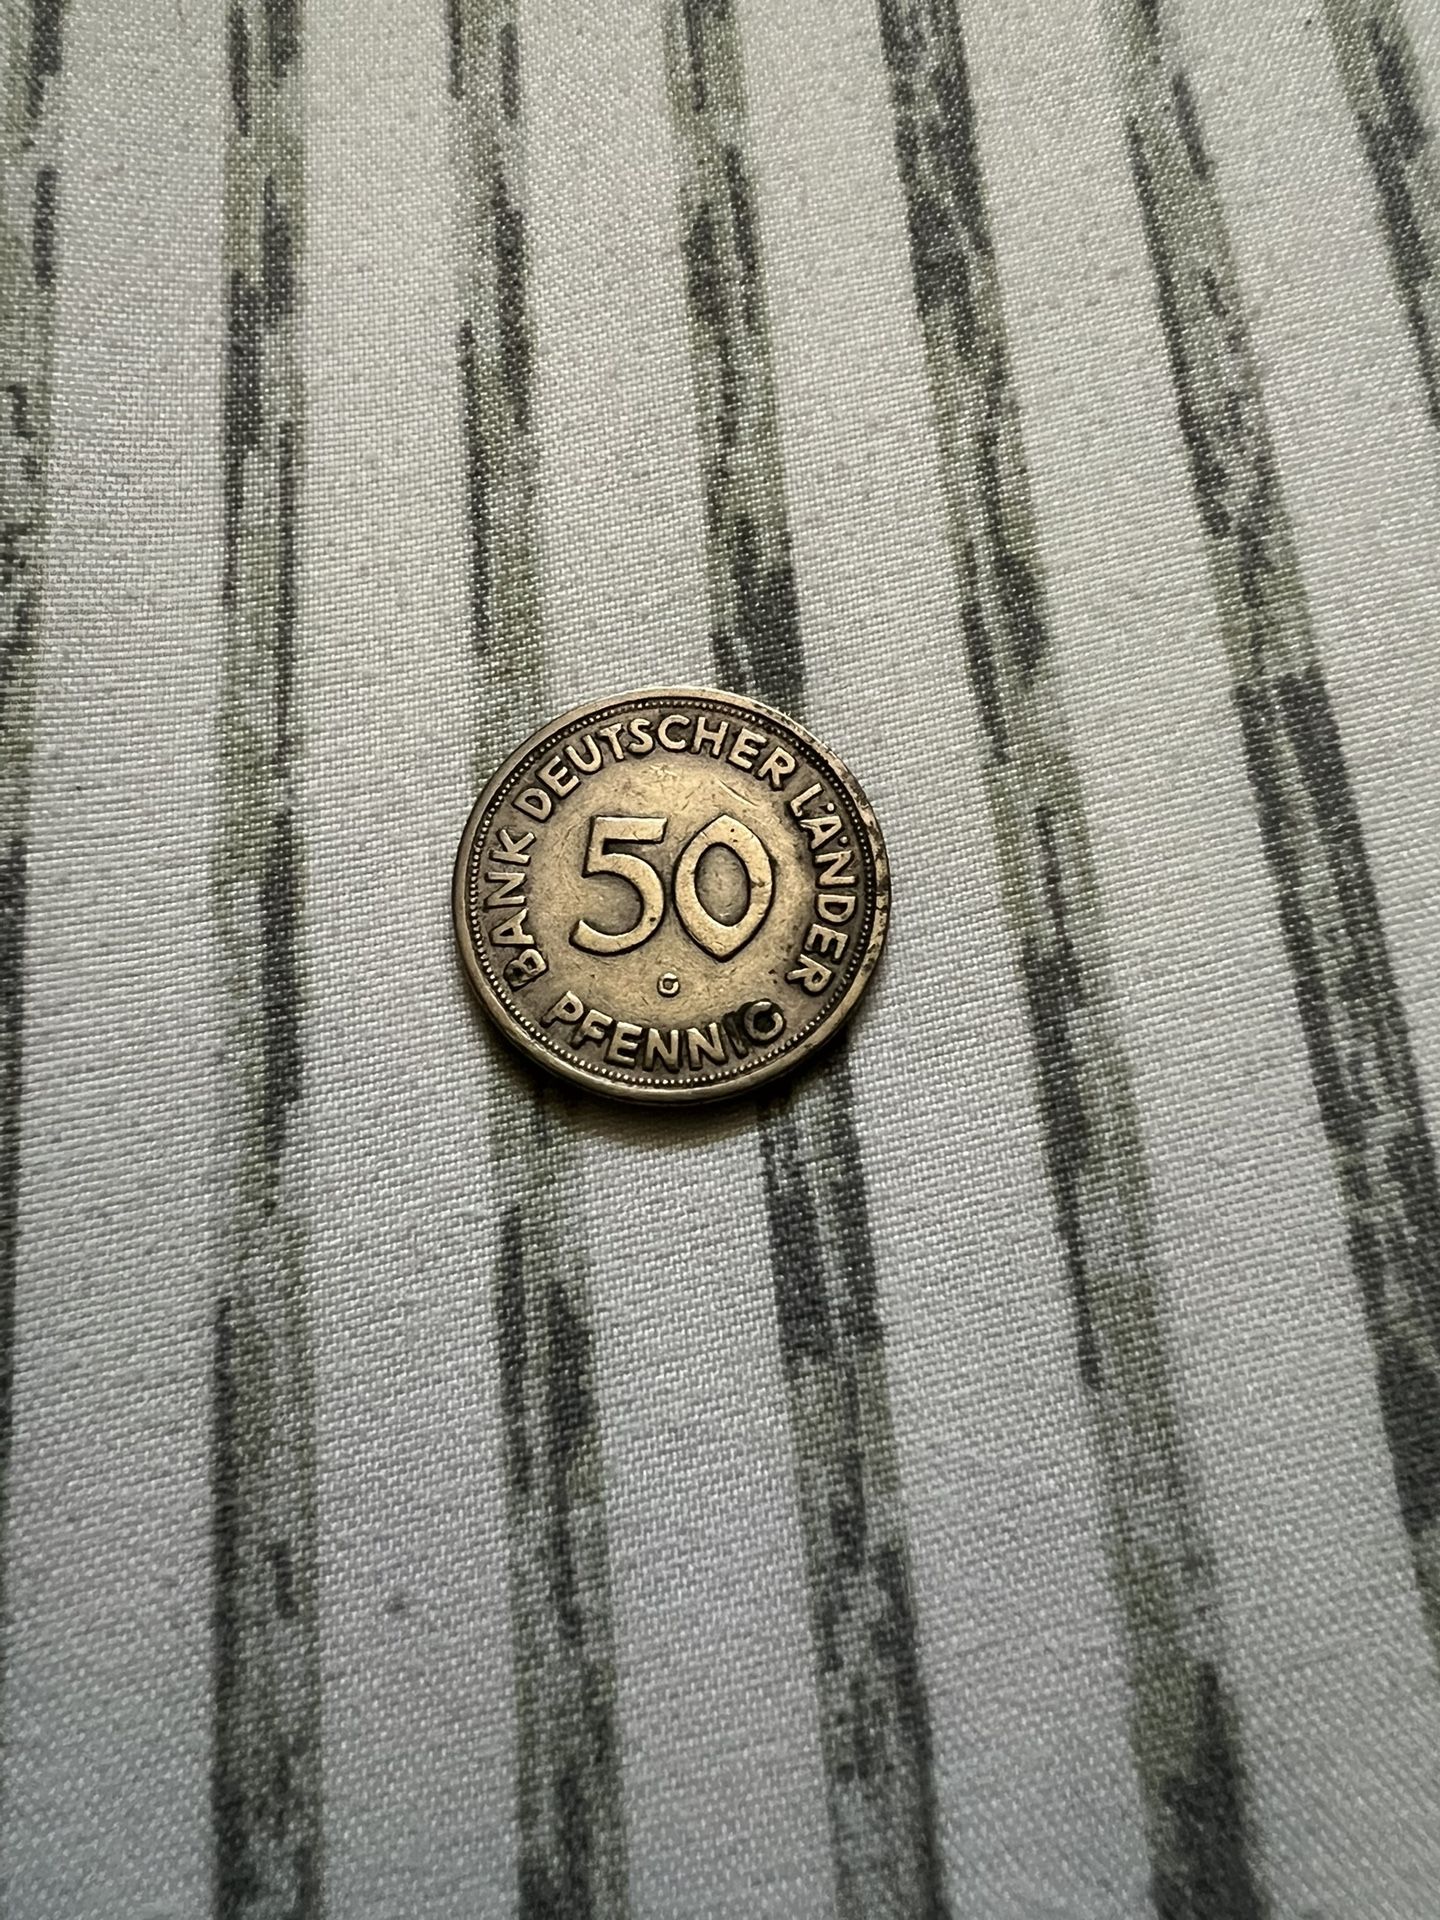 BANK DEUTSCHER LÄNDER
50
G
PFENNIG